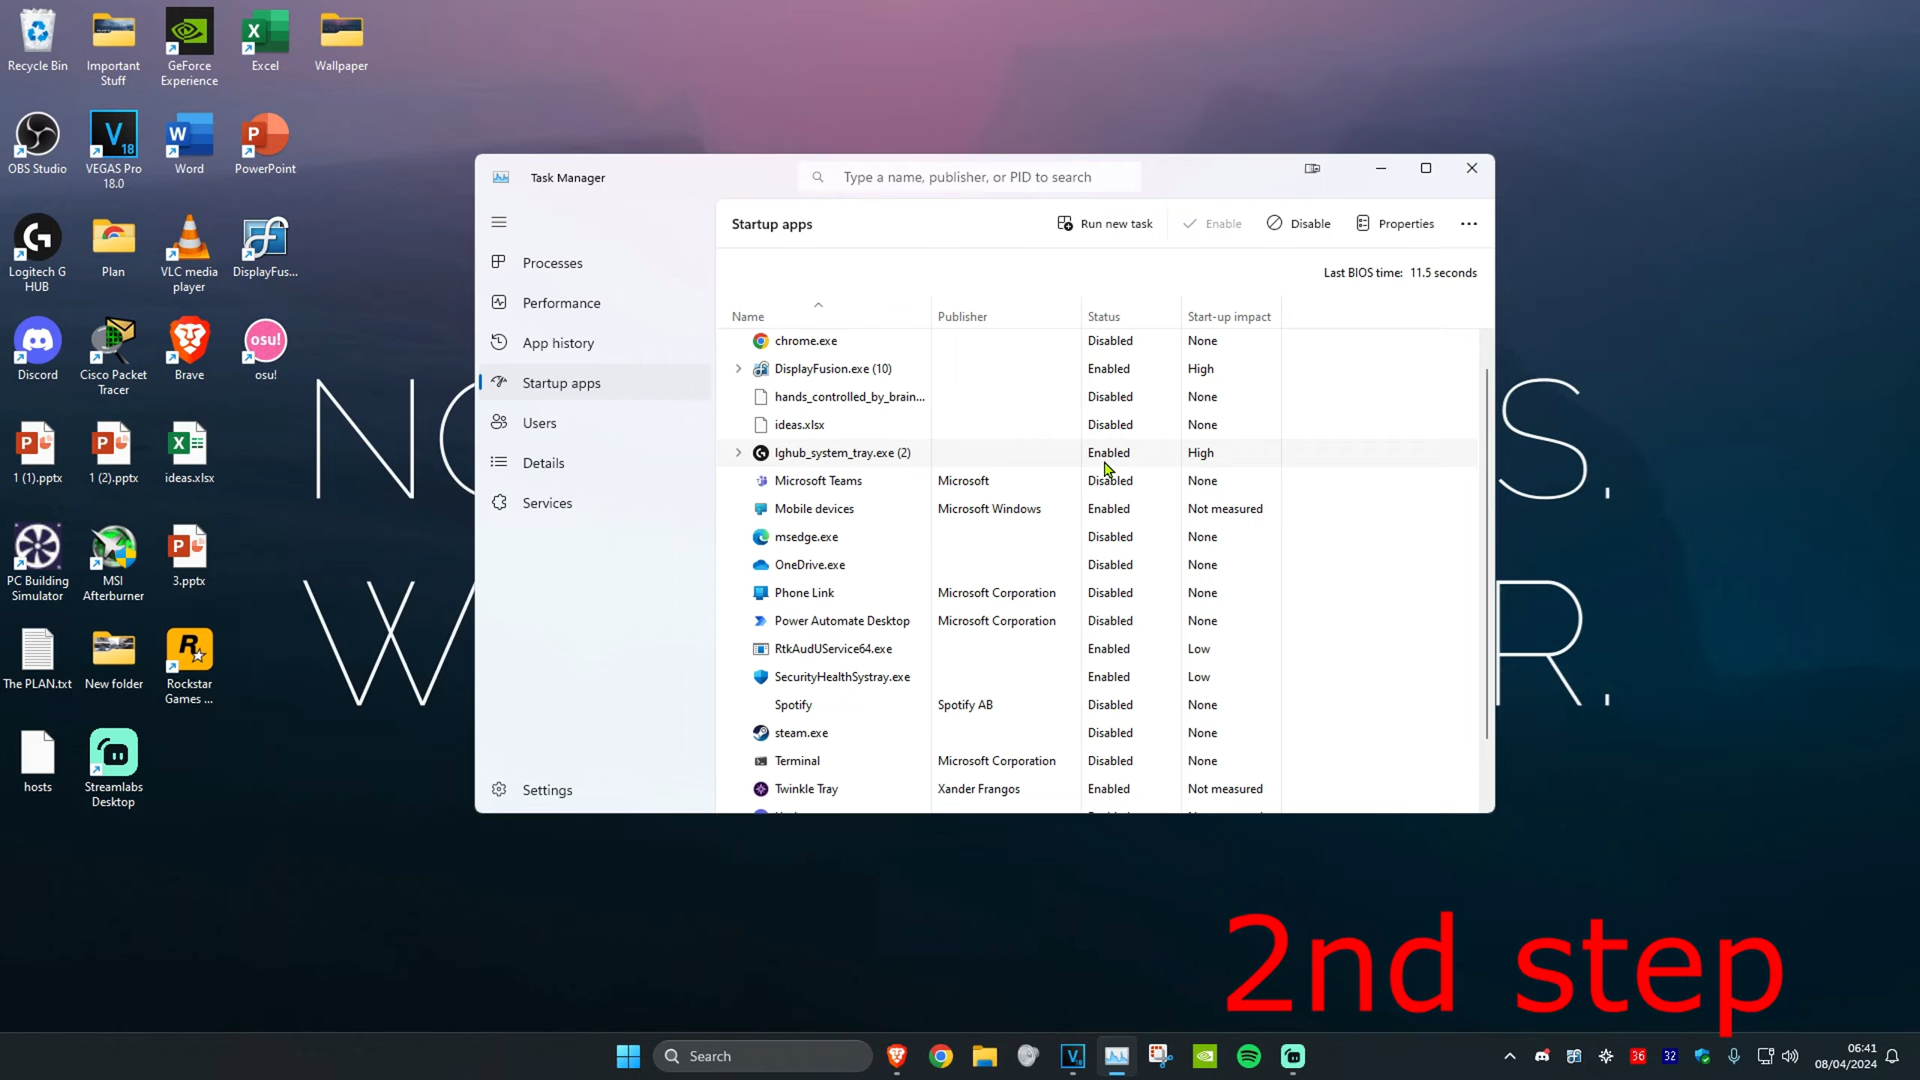 Recycle Bin
Important Stuff
GeForce Experience
Excel
Wallpaper
OBS Studio
VEGAS Pro 18.0
Word
PowerPoint
Logitech G HUB
Plan
VLC media player
DisplayFus...
Discord
Cisco Packet Tracer
Brave
osu!
osu!
1 (1).pptx
1 (2).pptx
ideas.xlsx
PC Building Simulator
MSI Afterburner
3.pptx
The PLAN.txt
New folder
Rockstar Games ...
hosts
Streamlabs Desktop
Task Manager
Type a name, publisher, or PID to search
Processes
Performance
App history
Startup apps
Users
Details
Services
Settings
Startup apps
Run new task
Enable
Disable
Properties
Last BIOS time: 11.5 seconds
Name Publisher Status Start-up impact
chrome.exe Disabled None
DisplayFusion.exe (10) Enabled High
hands_controlled_by_brain... Disabled None
ideas.xlsx Disabled None
lghub_system_tray.exe (2) Enabled High
Microsoft Teams Microsoft Disabled None
Mobile devices Microsoft Windows Enabled Not measured
msedge.exe Disabled None
OneDrive.exe Disabled None
Phone Link Microsoft Corporation Disabled None
Power Automate Desktop Microsoft Corporation Disabled None
RtkAudUService64.exe Enabled Low
SecurityHealthSystray.exe Enabled Low
Spotify Spotify AB Disabled None
steam.exe Disabled None
Terminal Microsoft Corporation Disabled None
Twinkle Tray Xander Frangos Enabled Not measured
2nd step
Search
36
32
06:41
08/04/2024